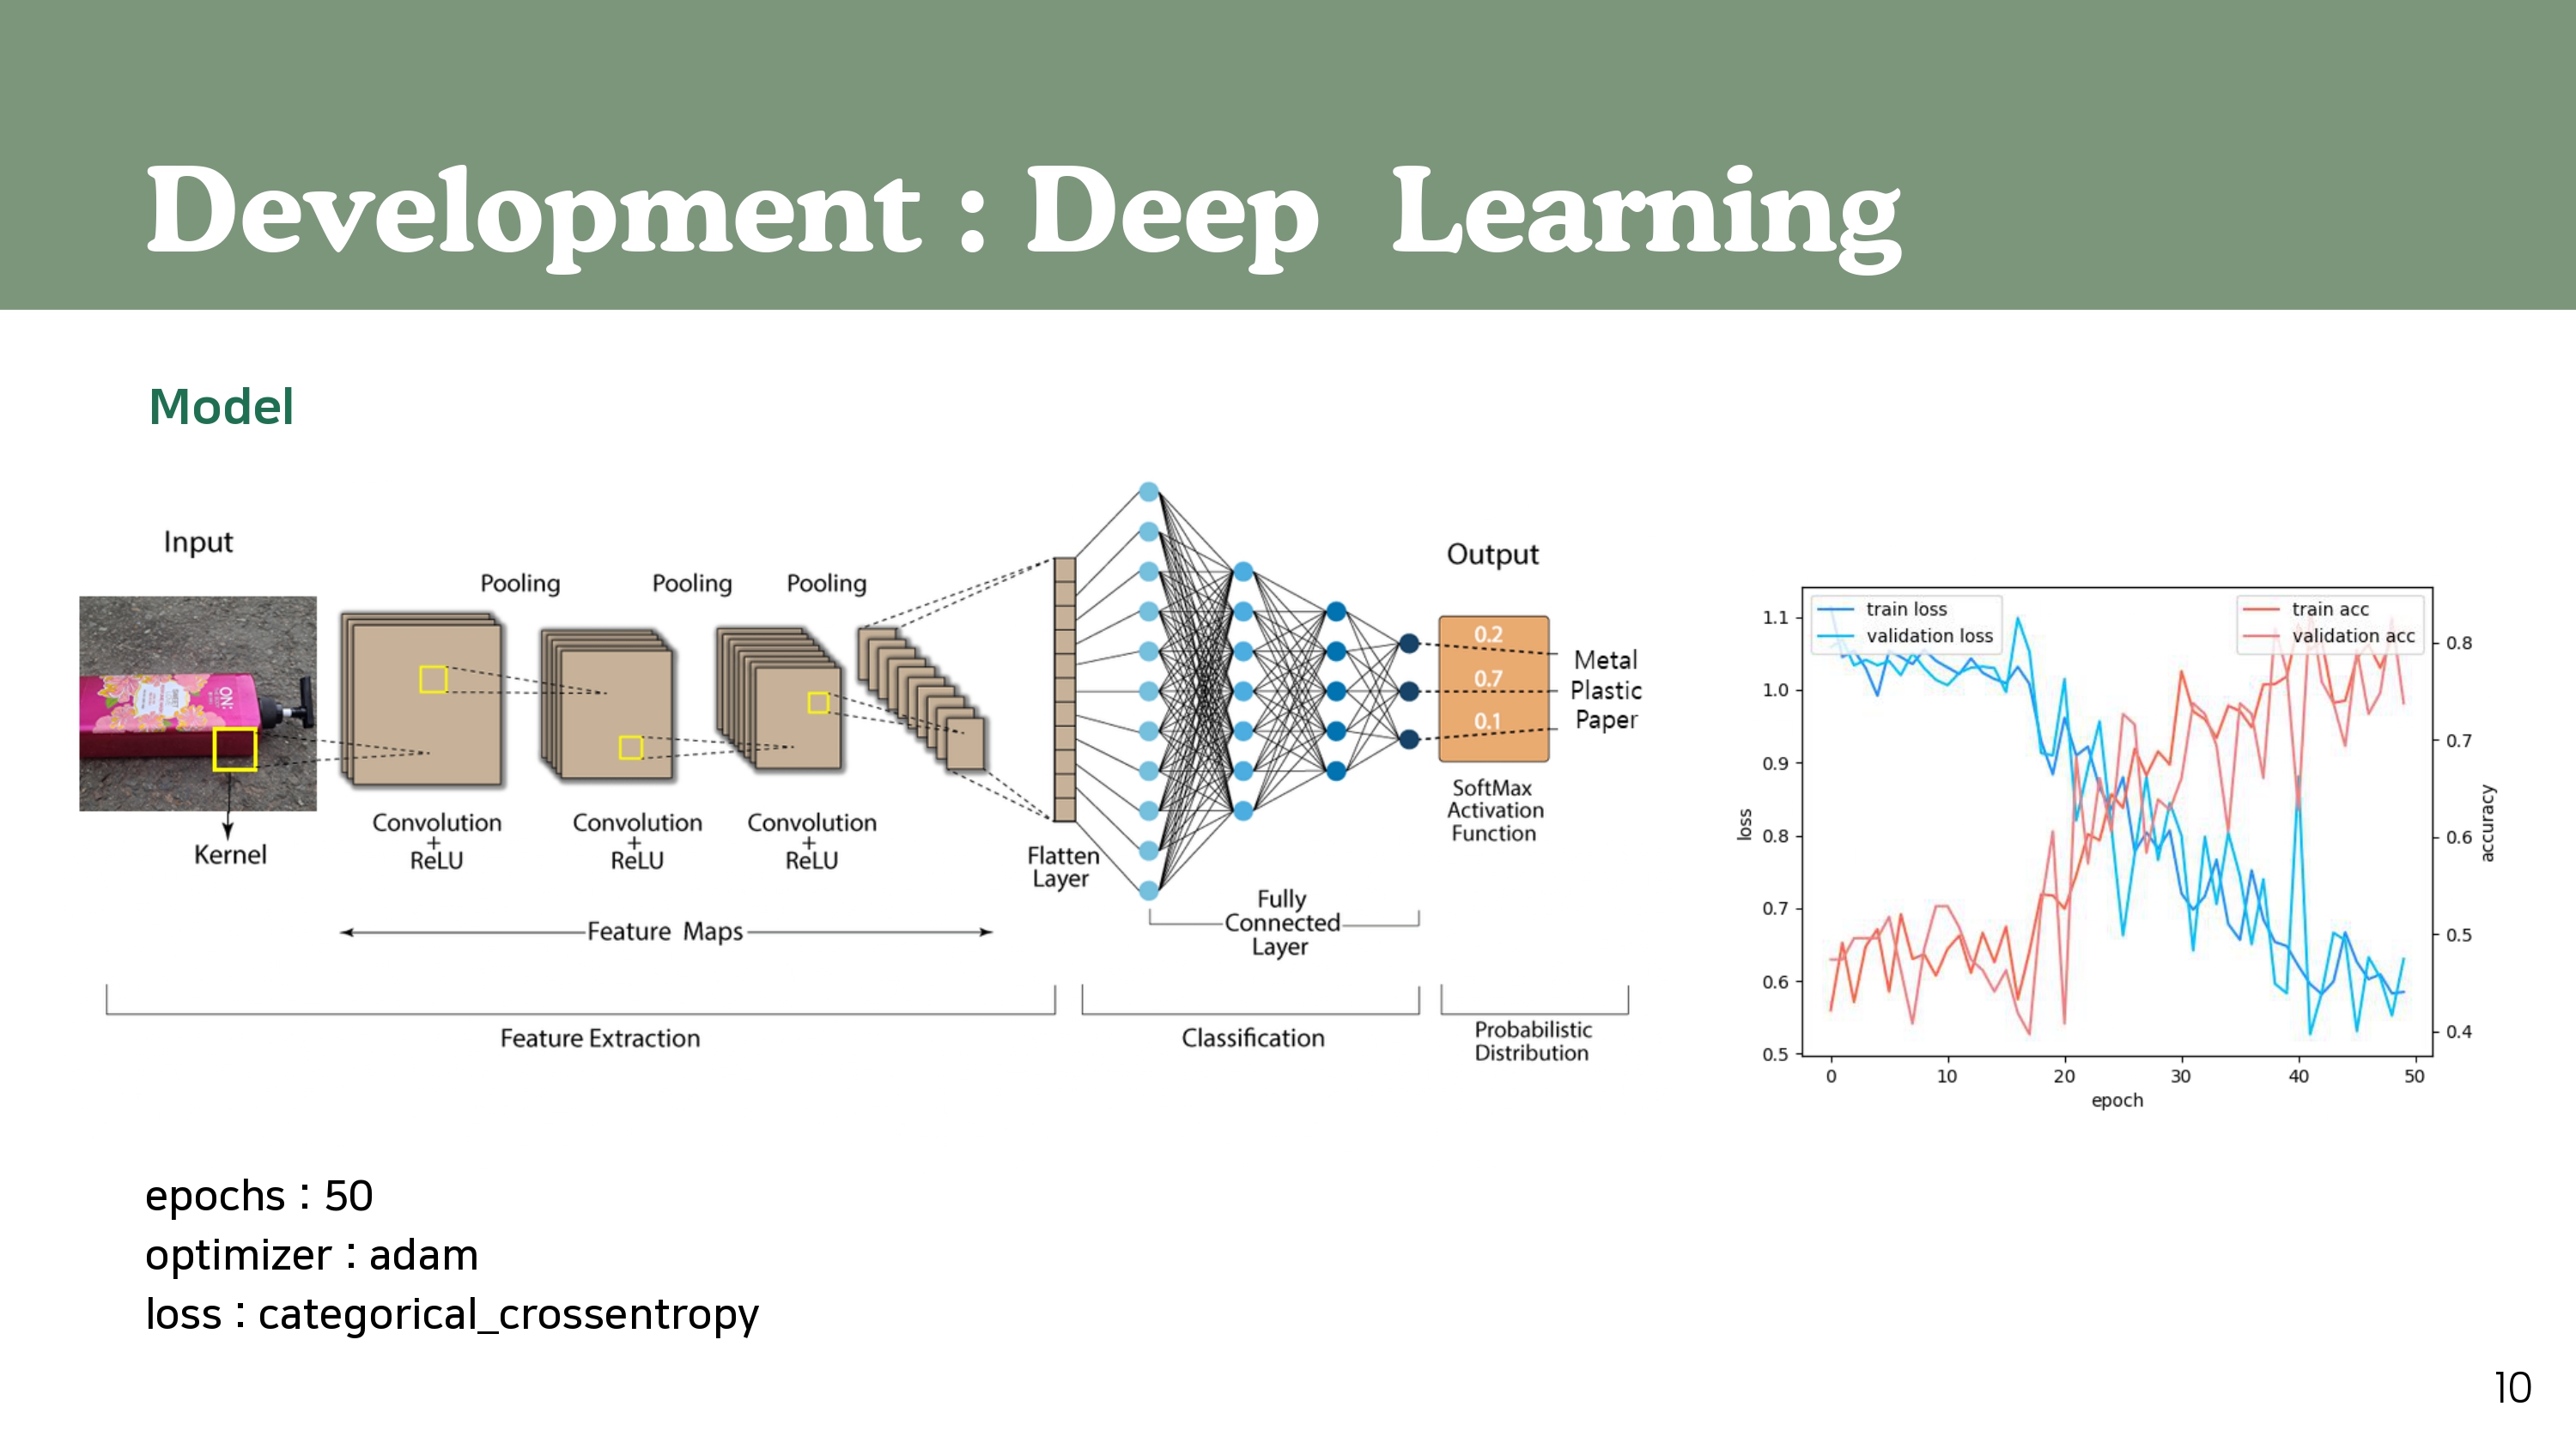 Development : Deep Learning
Model
Input
Pooling
Pooling
Pooling
Output
ON:
0.2
0.7
0.1
Metal
Plastic
Paper
Kernel
Convolution
+
ReLU
Convolution
+
ReLU
Convolution
+
ReLU
Flatten
Layer
SoftMax
Activation
Function
Feature Maps
Fully
Connected
Layer
Feature Extraction
Classification
Probabilistic
Distribution
train loss
validation loss
train acc
validation acc
1.1
1.0
0.9
0.8
0.7
0.6
0.5
loss
0.8
0.7
0.6
0.5
0.4
accuracy
0 10 20 30 40 50
epoch
epochs : 50
optimizer : adam
loss : categorical_crossentropy
10